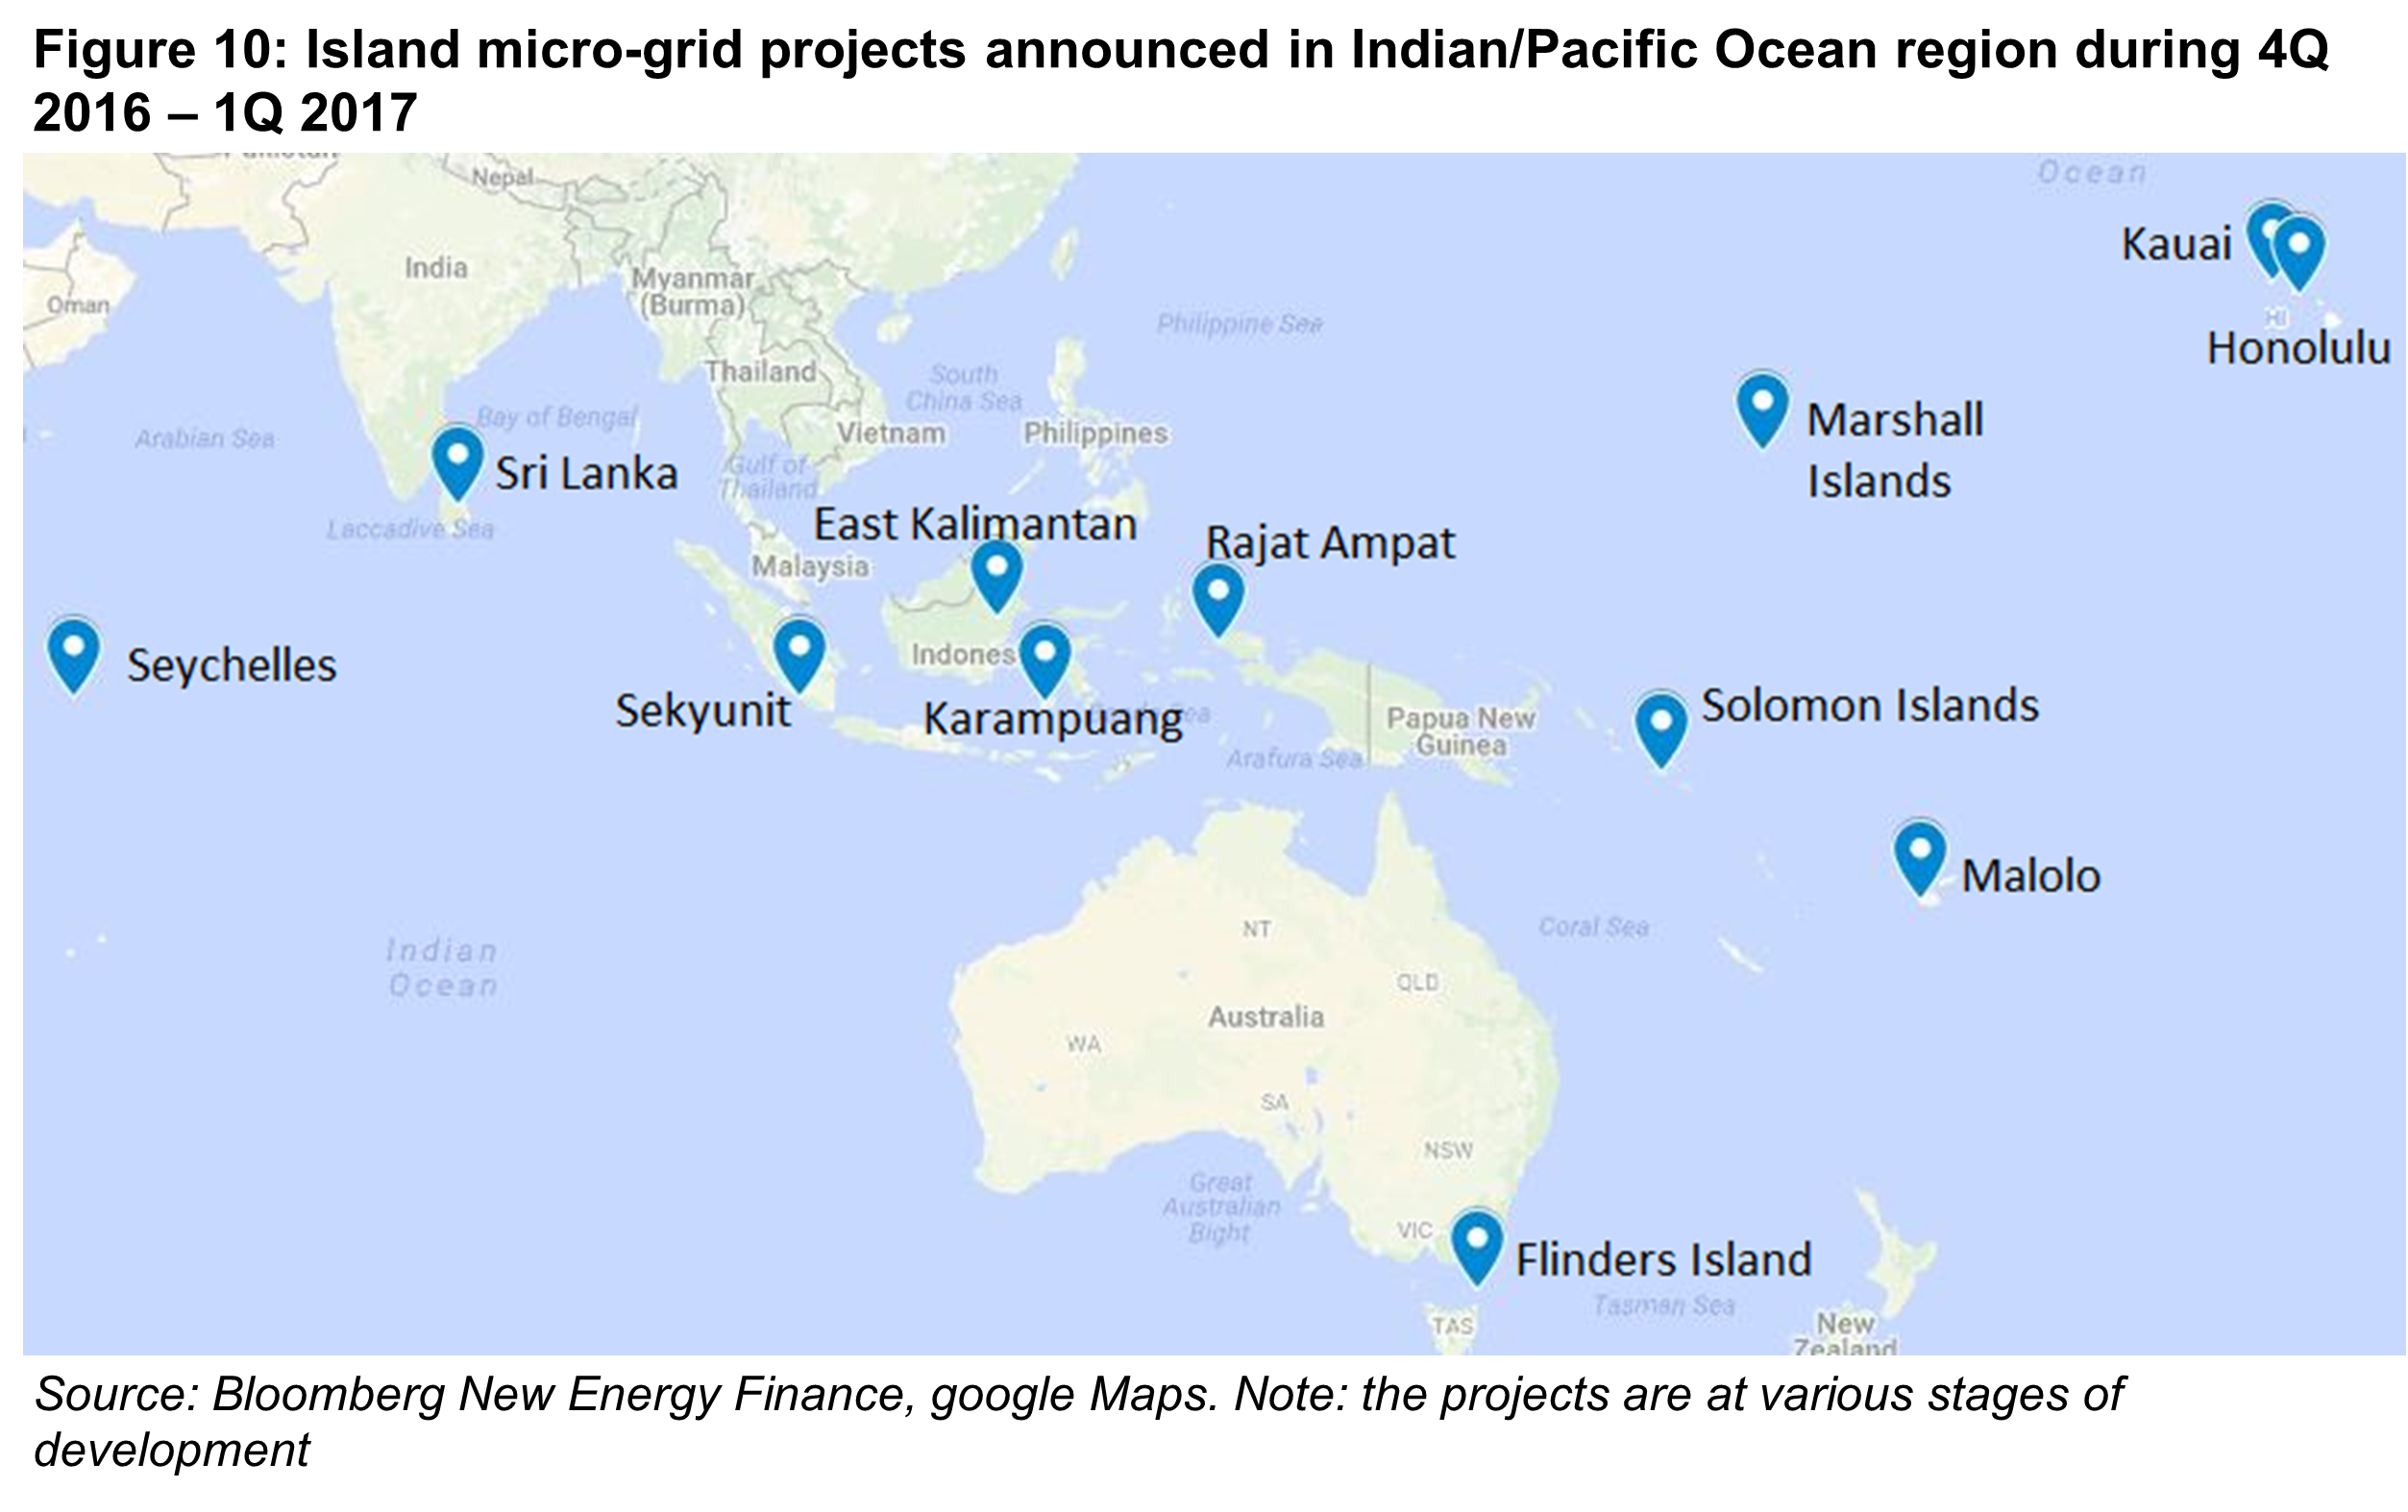 Figure 10: Island micro-grid projects announced in Indian/Pacific Ocean region during 4Q
2016 – 1Q 2017
Nepal
Ocean
Kauai
India
Myanmar
(Burma)
Oman
HI
Philippine Sea
Honolulu
Thailand
South
China Sea
Marshall
Islands
Bay of Bengal
Arabian Sea
Vietnam
Philippines
Sri Lanka
Gulf of
Thailand
Laccadive Sea
East Kalimantan
Rajat Ampat
Malaysia
Seychelles
Indones
Sekyunit
Karampuang
Solomon Islands
Papua New
Guinea
Arafura Sea
Malolo
NT
Coral Sea
Indian
Ocean
QLD
Australia
WA
SA
NSW
Great
Australian
Bight
VIC
Flinders Island
Tasman Sea
TAS
New
Zealand
Source: Bloomberg New Energy Finance, google Maps. Note: the projects are at various stages of
development